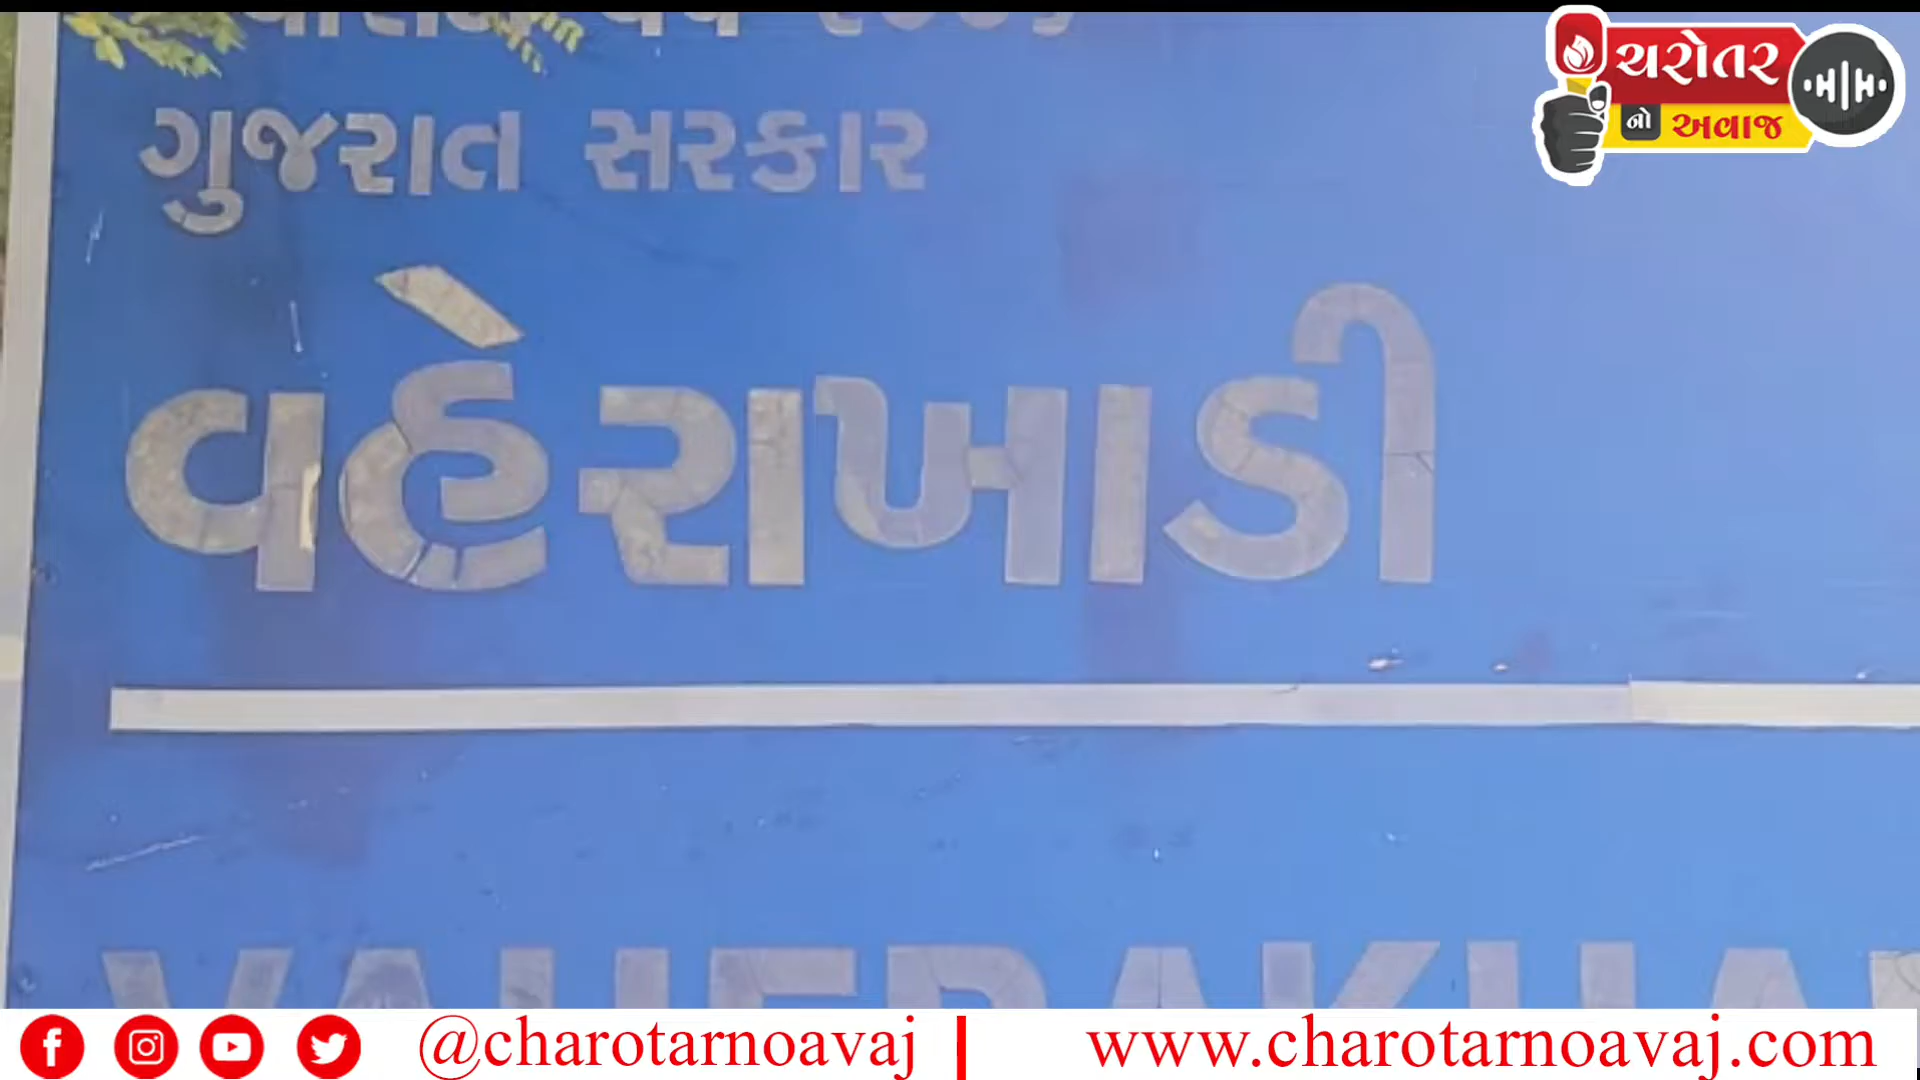 ગુજરાત સરકાર
વહેરાખાડી
ચરોતર
નો અવાજ
@charotarnoavaj | www.charotarnoavaj.com